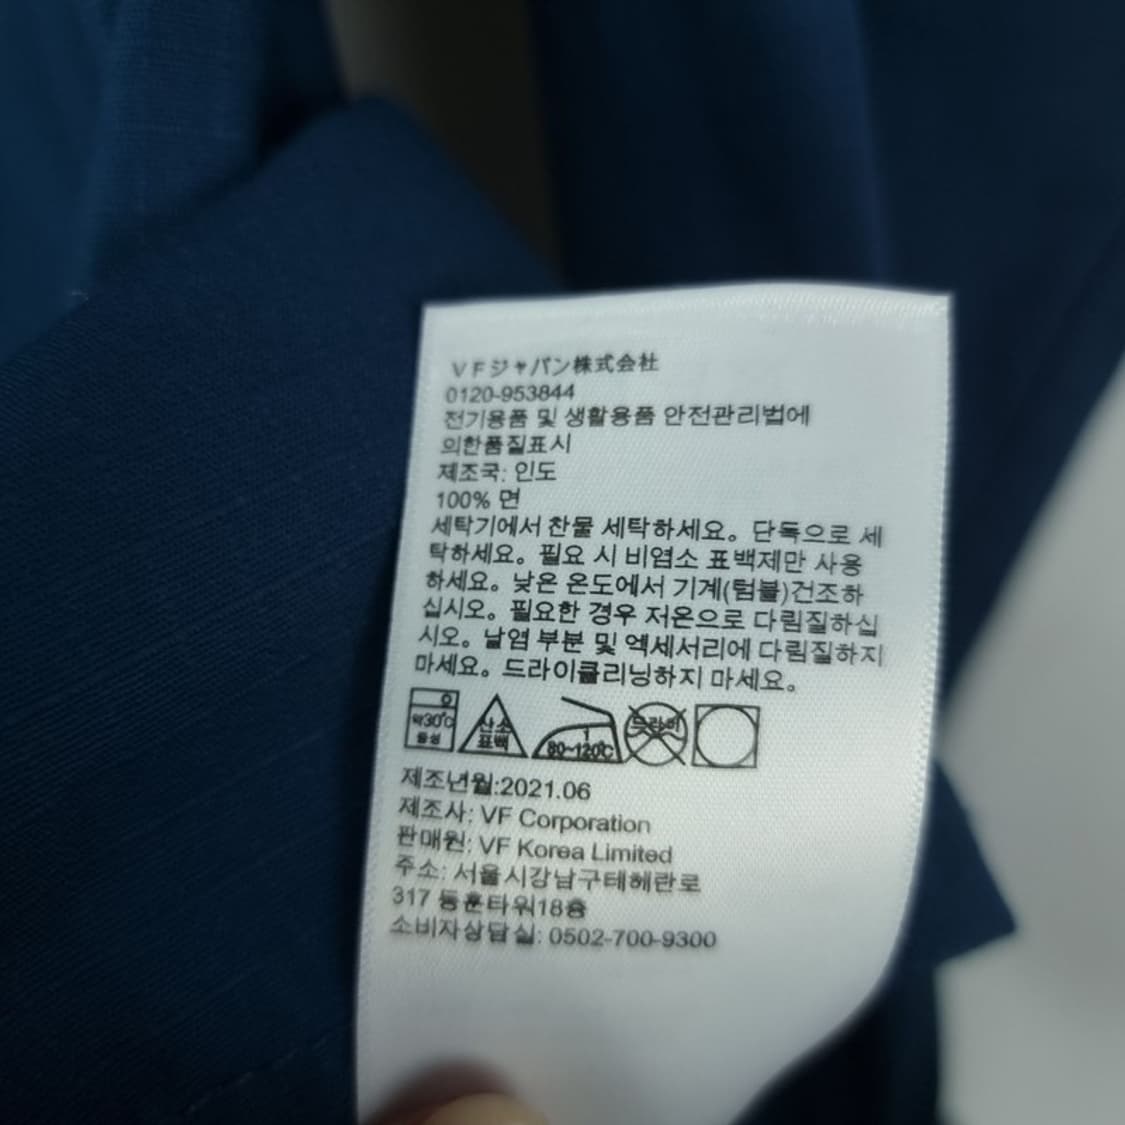 VFジャパン株式会社
0120-953844
전기용품 및 생활용품 안전관리법에
의한품질표시
제조국: 인도
100% 면
세탁기에서 찬물 세탁하세요。단독으로 세
탁하세요。필요 시 비염소 표백제만 사용
하세요。낮은 온도에서 기계(텀블)건조하
십시오。필요한 경우 저온으로 다림질하십
시오。날염 부분 및 엑세서리에 다림질하지
마세요。드라이클리닝하지 마세요。
약30℃ 산소 1 드라이
중성 표백 80~120℃
제조년월:2021.06
제조사: VF Corporation
판매원: VF Korea Limited
주소: 서울시강남구테헤란로
317 동훈타워18층
소비자상담실: 0502-700-9300